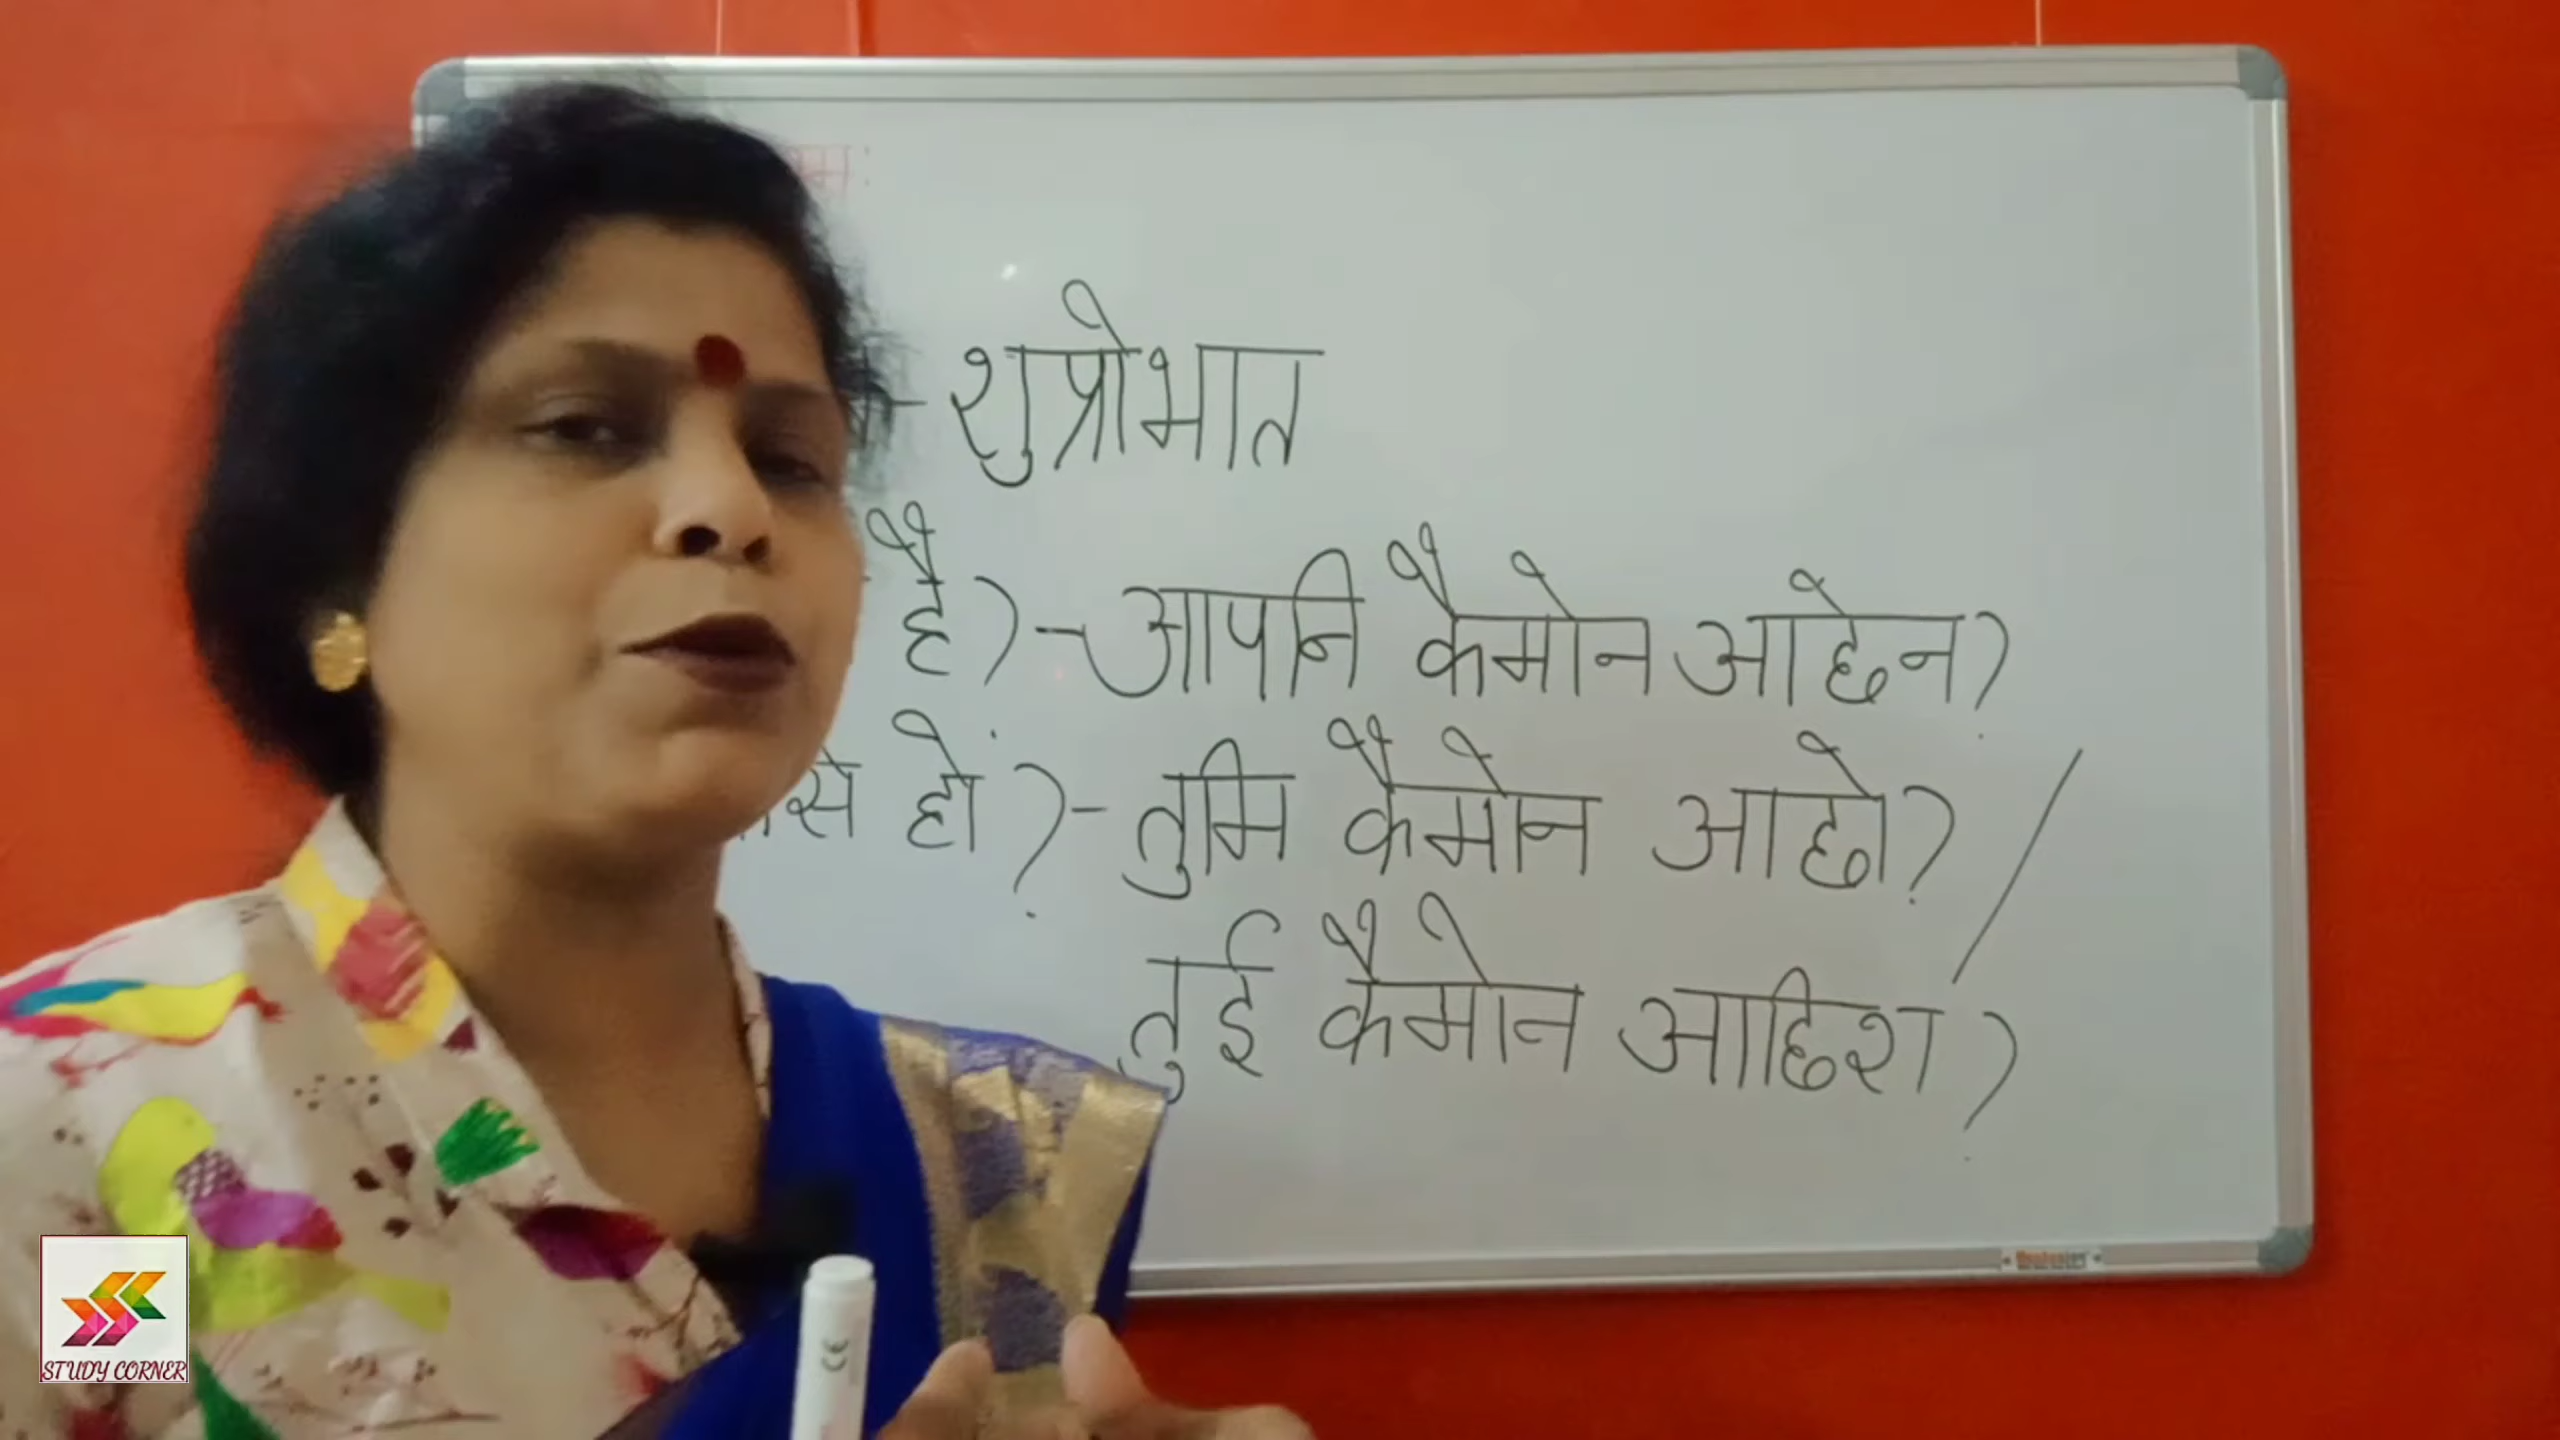 - शुप्रोभात
है? - आपनि कैमोन आछेन?
से हो? - तुमि कैमोन आछो? /
तुई कैमोन आछिश?
STUDY CORNER